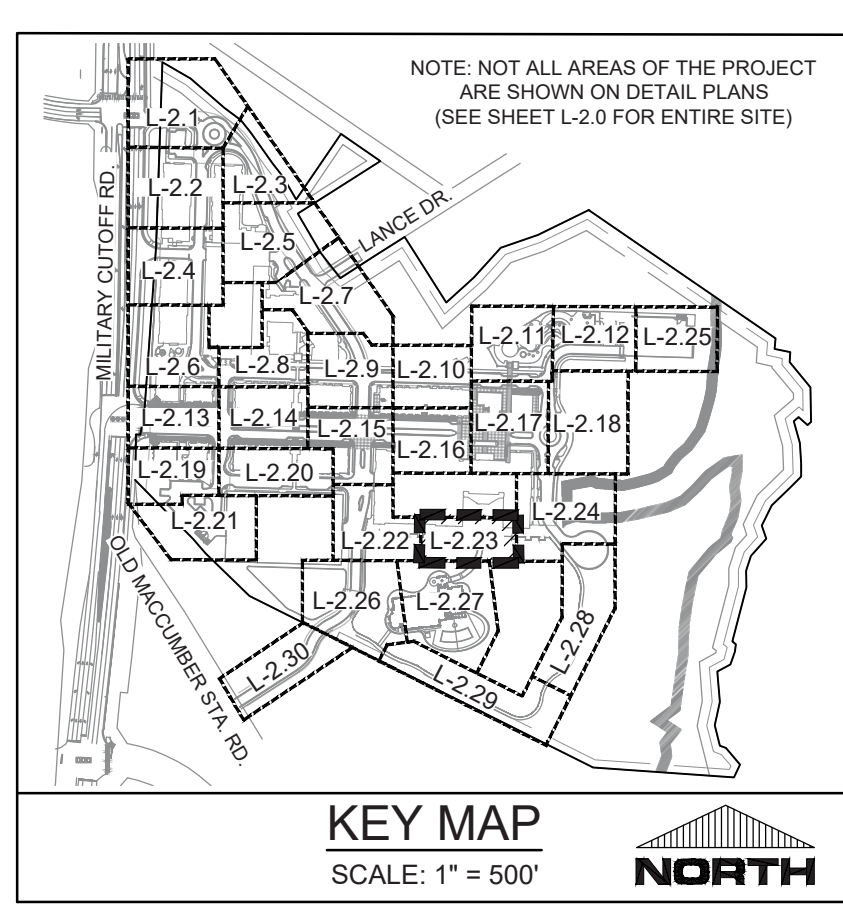 NOTE: NOT ALL AREAS OF THE PROJECT
ARE SHOWN ON DETAIL PLANS
(SEE SHEET L-2.0 FOR ENTIRE SITE)
MILITARY CUTOFF RD.
LANCE DR.
OLD MACCUMBER STA. RD.
L-2.1
L-2.2
L-2.3
L-2.4
L-2.5
L-2.6
L-2.7
L-2.8
L-2.9
L-2.10
L-2.11
L-2.12
L-2.25
L-2.13
L-2.14
L-2.15
L-2.16
L-2.17
L-2.18
L-2.19
L-2.20
L-2.21
L-2.22
L-2.23
L-2.24
L-2.26
L-2.27
L-2.28
L-2.29
L-2.30
KEY MAP
SCALE: 1" = 500'
NORTH